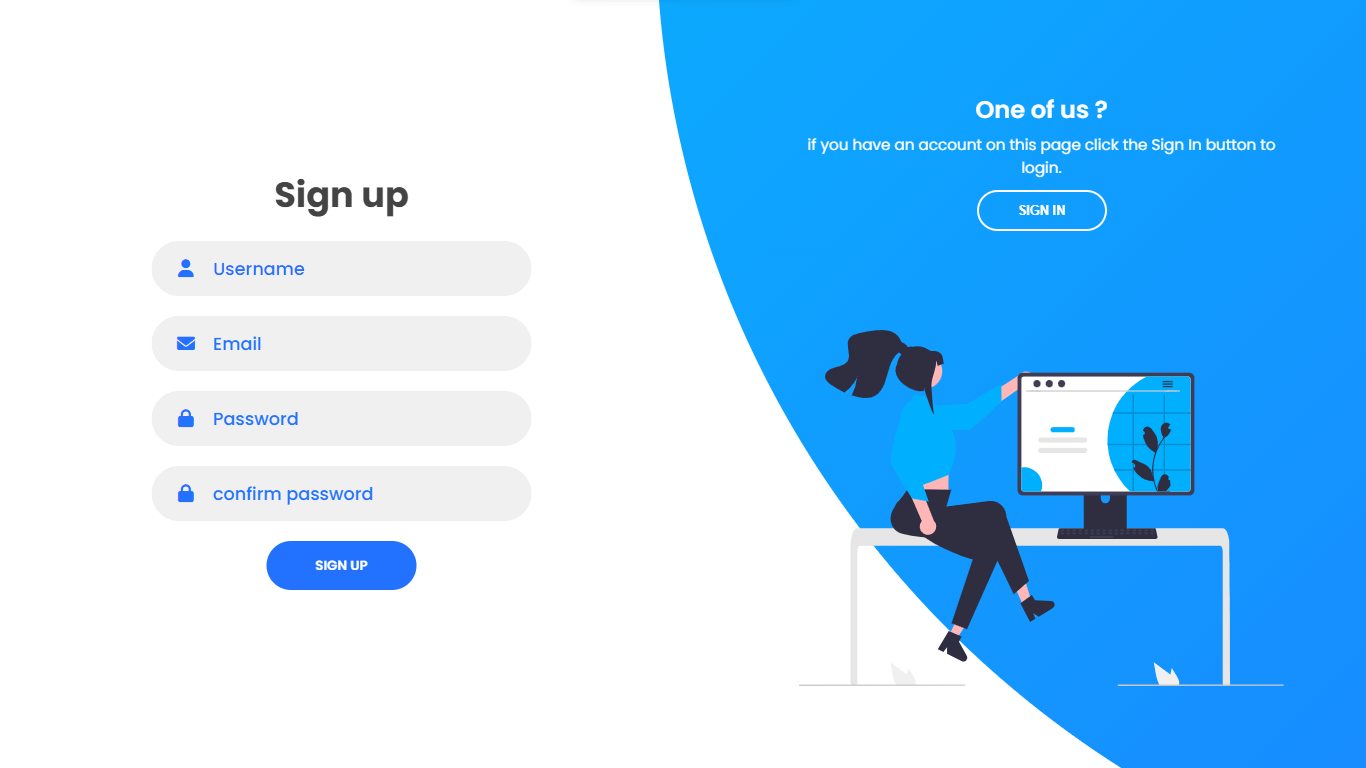 Sign up
Username
Email
Password
confirm password
SIGN UP
One of us ?
if you have an account on this page click the Sign In button to
login.
SIGN IN